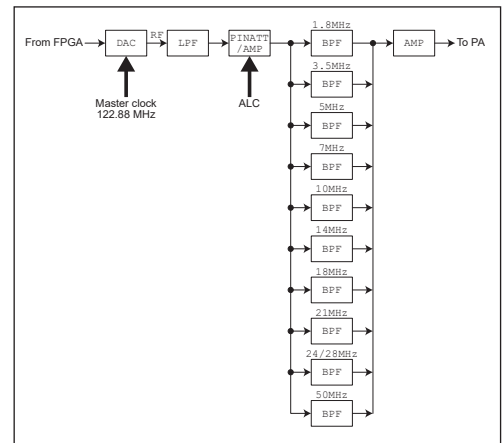 From FPGA
DAC
RF
LPF
PINATT
/AMP
1.8MHz
BPF
AMP
To PA
Master clock
122.88 MHz
ALC
3.5MHz
BPF
5MHz
BPF
7MHz
BPF
10MHz
BPF
14MHz
BPF
18MHz
BPF
21MHz
BPF
24/28MHz
BPF
50MHz
BPF